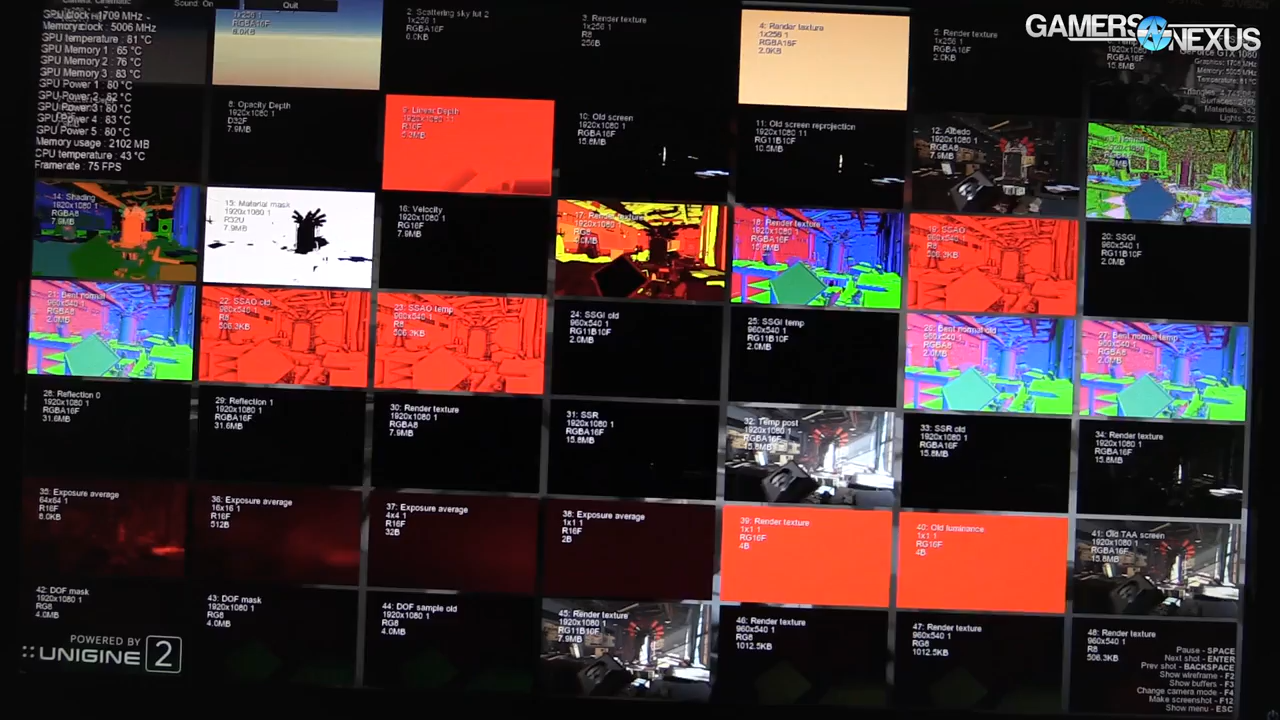 GAMERS NEXUS
Sound: On
Quit
GPU clock : 1709 MHz
Memory clock : 5006 MHz
GPU temperature : 81 °C
GPU Memory 1 : 65 °C
GPU Memory 2 : 76 °C
GPU Memory 3 : 83 °C
GPU Power 1 : 80 °C
GPU Power 3 : 80 °C
GPU Power 4 : 83 °C
GPU Power 5 : 80 °C
Memory usage : 2102 MB
CPU temperature : 43 °C
Framerate : 75 FPS
1x256 1
RGBA16F
2: Scattering sky lut 2
1x256 1
RGBA16F
3: Render texture
1x256 1
R8
256B
4: Render texture
1x256 1
RGBA16F
2.0KB
5: Render texture
1x256 1
RGBA16F
2.0KB
GeForce GTX 1080
8: Opacity Depth
1920x1080 1
D32F
7.9MB
9: Linear Depth
10: Old screen
1920x1080 1
RGBA16F
15.8MB
11: Old screen reprojection
1920x1080 11
10.5MB
12: Albedo
1920x1080 1
RGBA8
7.9MB
14: Shading
1920x1080 1
RGBA8
7.9MB
15: Material mask
1920x1080 1
R32U
7.9MB
16: Velocity
1920x1080 1
RG16F
7.9MB
17: Render texture
1920x1080 1
RG8
18: Render texture
1920x1080 1
RGBA16F
15.8MB
19: SSAO
960x540 1
R8
506.3KB
20: SSGI
960x540 1
RG11B10F
2.0MB
21: Bent normal
960x540 1
RGBA8
2.0MB
22: SSAO old
960x540 1
R8
506.3KB
23: SSAO temp
960x540 1
R8
506.3KB
24: SSGI old
960x540 1
RG11B10F
2.0MB
25: SSGI temp
960x540 1
RG11B10F
2.0MB
26: Bent normal old
960x540 1
RGBA8
2.0MB
27: Bent normal temp
960x540 1
RGBA8
2.0MB
28: Reflection 0
1920x1080 1
RGBA16F
31.6MB
29: Reflection 1
1920x1080 1
RGBA16F
31.6MB
30: Render texture
1920x1080 1
RGBA8
7.9MB
31: SSR
1920x1080 1
RGBA16F
15.8MB
32: Temp post
1920x1080 1
RGBA16F
15.8MB
33: SSR old
1920x1080 1
RGBA16F
15.8MB
34: Render texture
1920x1080 1
RGBA16F
15.8MB
35: Exposure average
64x64 1
R16F
8.0KB
36: Exposure average
16x16 1
R16F
512B
37: Exposure average
4x4 1
R16F
32B
38: Exposure average
1x1 1
R16F
2B
39: Render texture
1x1 1
RG16F
4B
40: Old luminance
1x1 1
RG16F
4B
41: Old TAA screen
1920x1080 1
RGBA16F
15.8MB
42: DOF mask
1920x1080 1
RG8
4.0MB
43: DOF mask
1920x1080 1
RG8
4.0MB
44: DOF sample old
1920x1080 1
RG8
4.0MB
45: Render texture
1920x1080 1
RG11B10F
7.9MB
46: Render texture
960x540 1
RG8
1012.5KB
47: Render texture
960x540 1
RG8
1012.5KB
48: Render texture
960x540 1
R8
506.3KB
POWERED BY
UNIGINE 2
Pause - SPACE
Next shot - ENTER
Prev shot - BACKSPACE
Show wireframe - F2
Show buffers - F3
Change camera mode - F4
Make screenshot - F12
Show menu - ESC